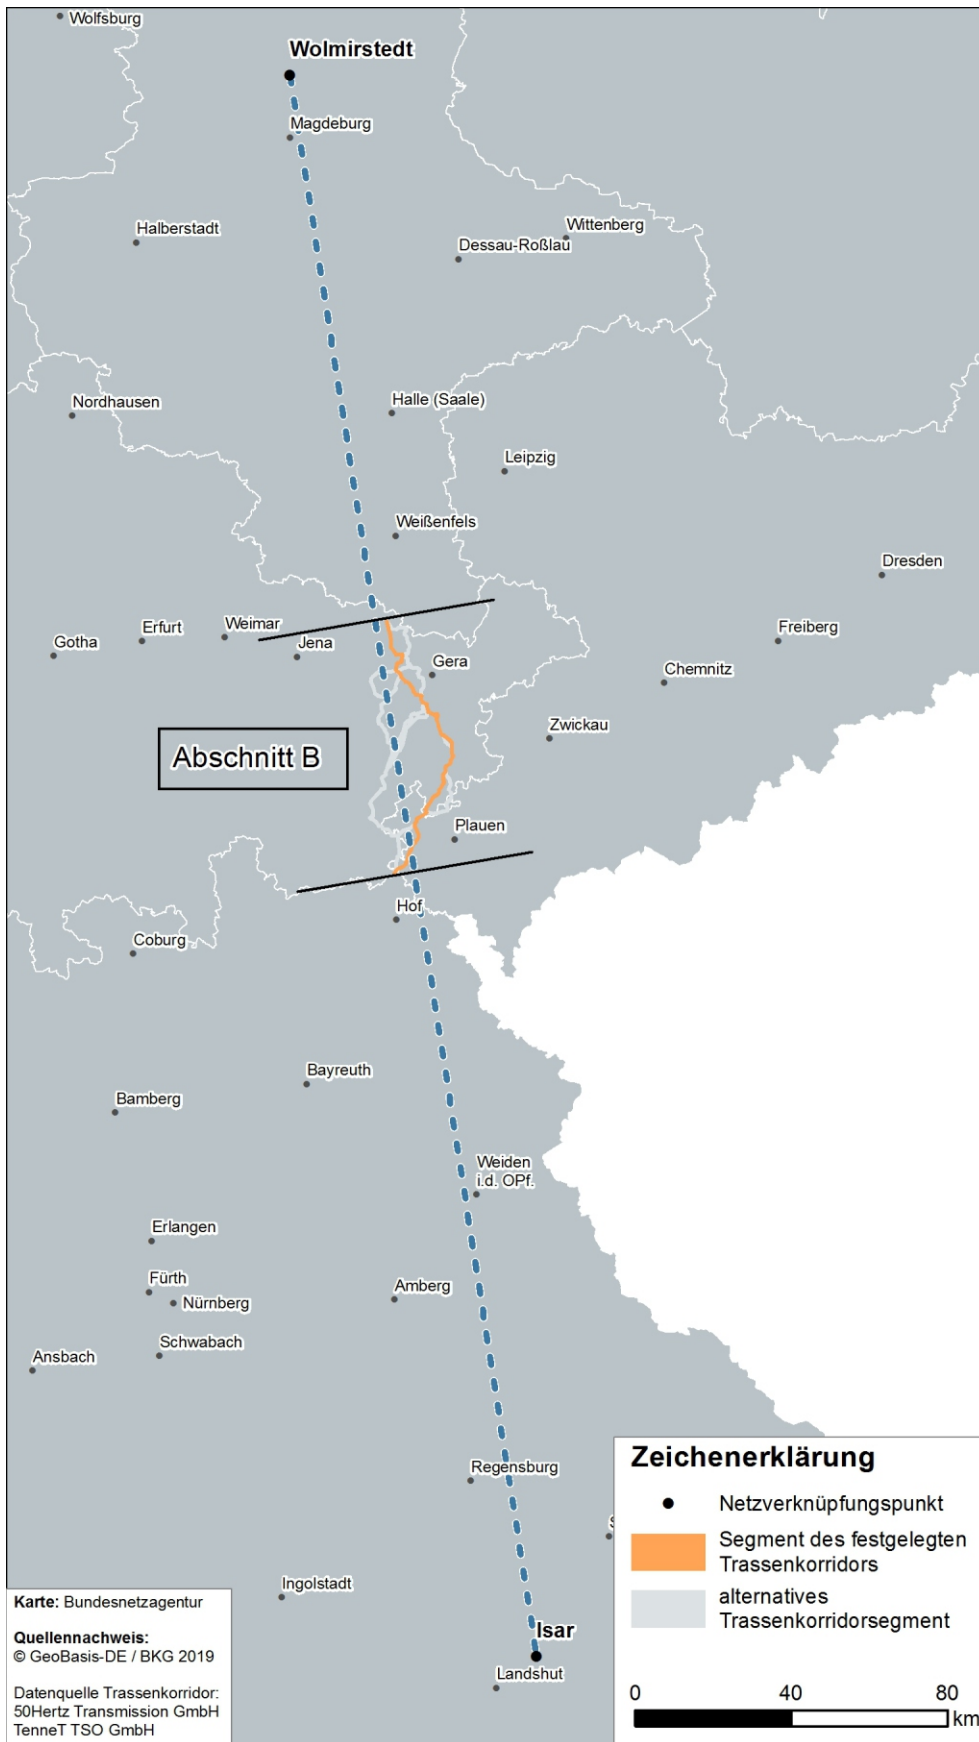 Wolfsburg
Wolmirstedt
Magdeburg
Halberstadt
Wittenberg
Dessau-Roßlau
Nordhausen
Halle (Saale)
Leipzig
Weißenfels
Dresden
Gotha
Erfurt
Weimar
Jena
Gera
Freiberg
Chemnitz
Zwickau
Abschnitt B
Plauen
Hof
Coburg
Bayreuth
Bamberg
Weiden
i.d. OPf.
Erlangen
Fürth
Nürnberg
Amberg
Schwabach
Ansbach
Regensburg
Ingolstadt
Isar
Landshut
Zeichenerklärung
Netzverknüpfungspunkt
Segment des festgelegten
Trassenkorridors
alternatives
Trassenkorridorsegment
0 40 80
km
Karte: Bundesnetzagentur
Quellennachweis:
© GeoBasis-DE / BKG 2019
Datenquelle Trassenkorridor:
50Hertz Transmission GmbH
TenneT TSO GmbH